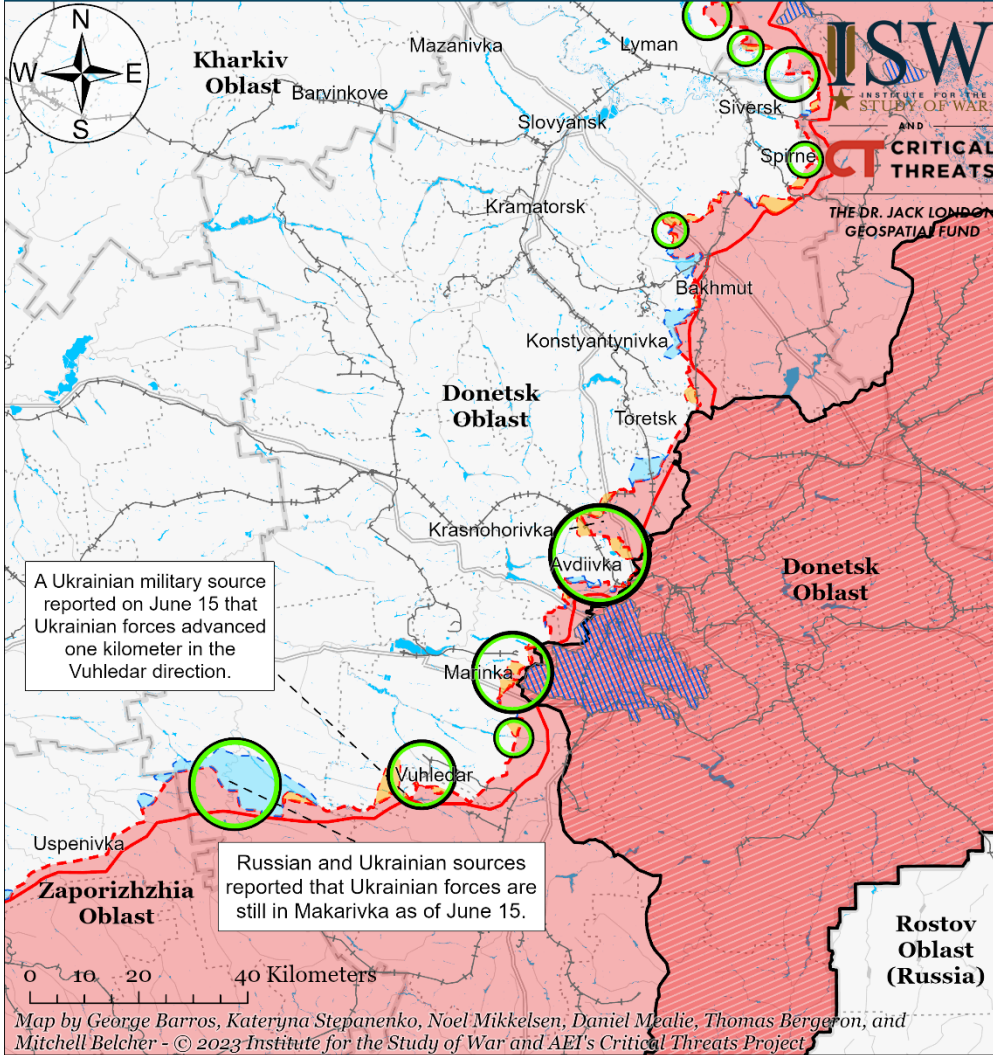 N
W
E
S
Kharkiv
Oblast
Mazanivka
Lyman
Barvinkove
Slovyansk
Siversk
Spirne
Kramatorsk
ISW
INSTITUTE FOR THE
STUDY OF WAR
AND
CT CRITICAL
THREATS
THE DR. JACK LONDON
GEOSPATIAL FUND
Bakhmut
Konstyantynivka
Donetsk
Oblast
Toretsk
Krasnohorivka
Avdiivka
Donetsk
Oblast
A Ukrainian military source
reported on June 15 that
Ukrainian forces advanced
one kilometer in the
Vuhledar direction.
Marinka
Vuhledar
Uspenivka
Russian and Ukrainian sources
reported that Ukrainian forces are
still in Makarivka as of June 15.
Zaporizhzhia
Oblast
Rostov
Oblast
(Russia)
0 10 20 40 Kilometers
Map by George Barros, Kateryna Stepanenko, Noel Mikkelsen, Daniel Mealie, Thomas Bergeron, and
Mitchell Belcher - © 2023 Institute for the Study of War and AEI's Critical Threats Project